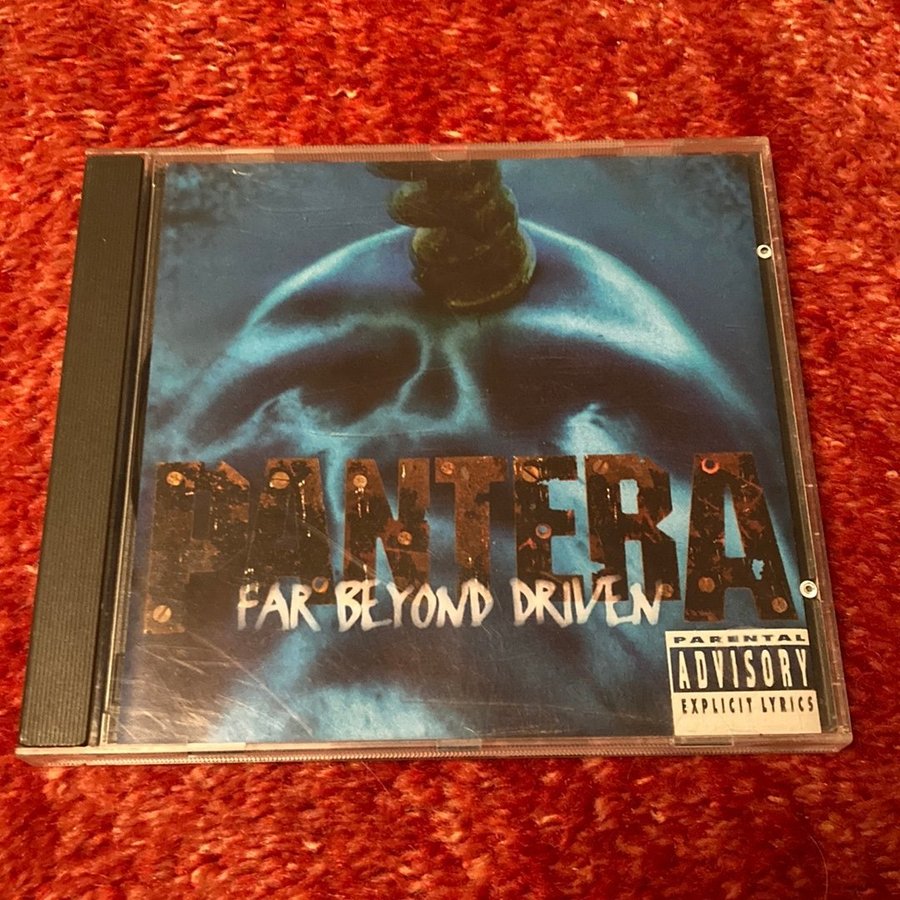 PANTERA
FAR BEYOND DRIVEN
PARENTAL
ADVISORY
EXPLICIT LYRICS